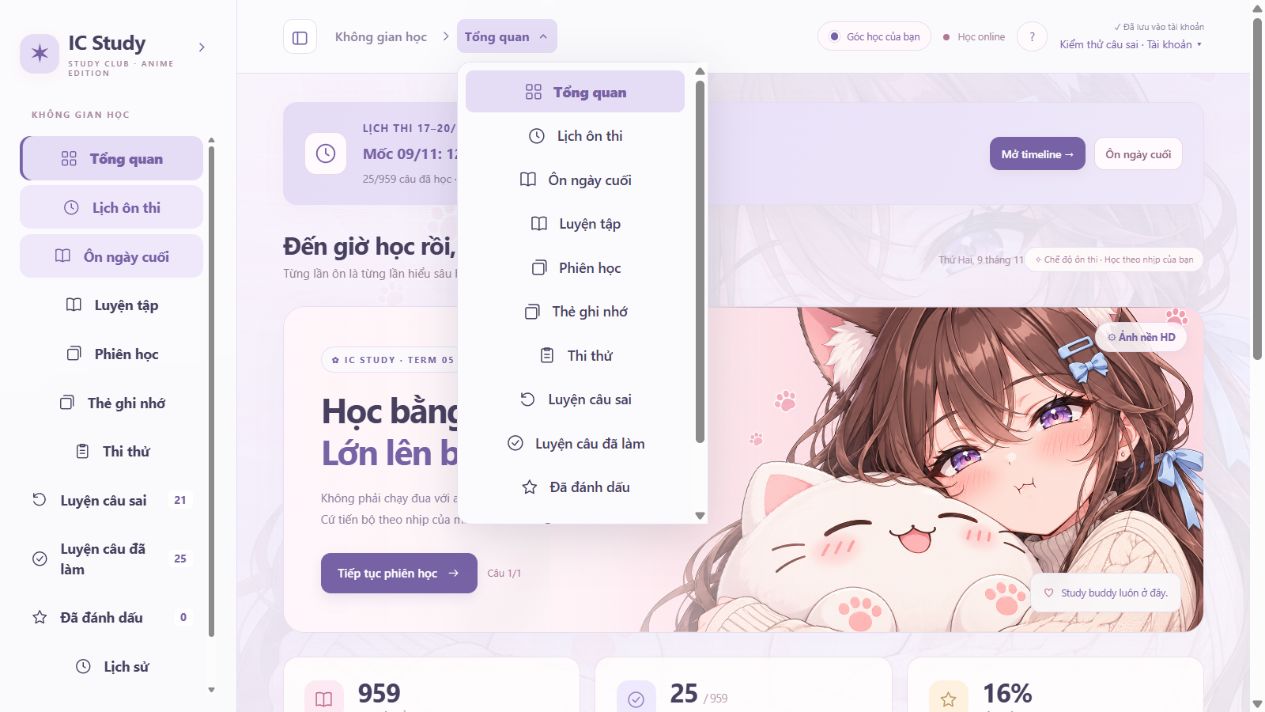 IC Study
STUDY CLUB · ANIME
EDITION
KHÔNG GIAN HỌC
Tổng quan
Lịch ôn thi
Ôn ngày cuối
Luyện tập
Phiên học
Thẻ ghi nhớ
Thi thử
Luyện câu sai 21
Luyện câu đã
làm 25
Đã đánh dấu 0
Lịch sử
Không gian học
Tổng quan
Góc học của bạn
Học online
?
✓ Đã lưu vào tài khoản
Kiểm thử câu sai · Tài khoản
Tổng quan
Lịch ôn thi
Ôn ngày cuối
Luyện tập
Phiên học
Thẻ ghi nhớ
Thi thử
Luyện câu sai
Luyện câu đã làm
Đã đánh dấu
LỊCH THI 17–20/
Mốc 09/11:
25/959 câu đã học
Mở timeline →
Ôn ngày cuối
Đến giờ học rồi,
Từng lần ôn là từng lần hiểu sâu
Thứ Hai, 9 tháng 11
✧ Chế độ ôn thi · Học theo nhịp của bạn
✿ IC STUDY · TERM 05
Học bằng
Lớn lên
Không phải chạy đua với
Cứ tiến bộ theo nhịp của
Tiếp tục phiên học →
Câu 1/1
Ảnh nền HD
Study buddy luôn ở đây.
959
25 / 959
16%